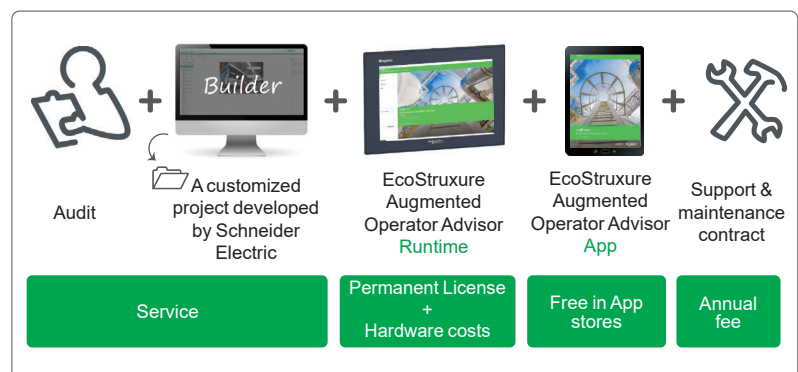 Builder
Audit
A customized
project developed
by Schneider
Electric
EcoStruxure
Augmented
Operator Advisor
Runtime
EcoStruxure
Augmented
Operator Advisor
App
Support &
maintenance
contract
Service
Permanent License
+
Hardware costs
Free in App
stores
Annual
fee